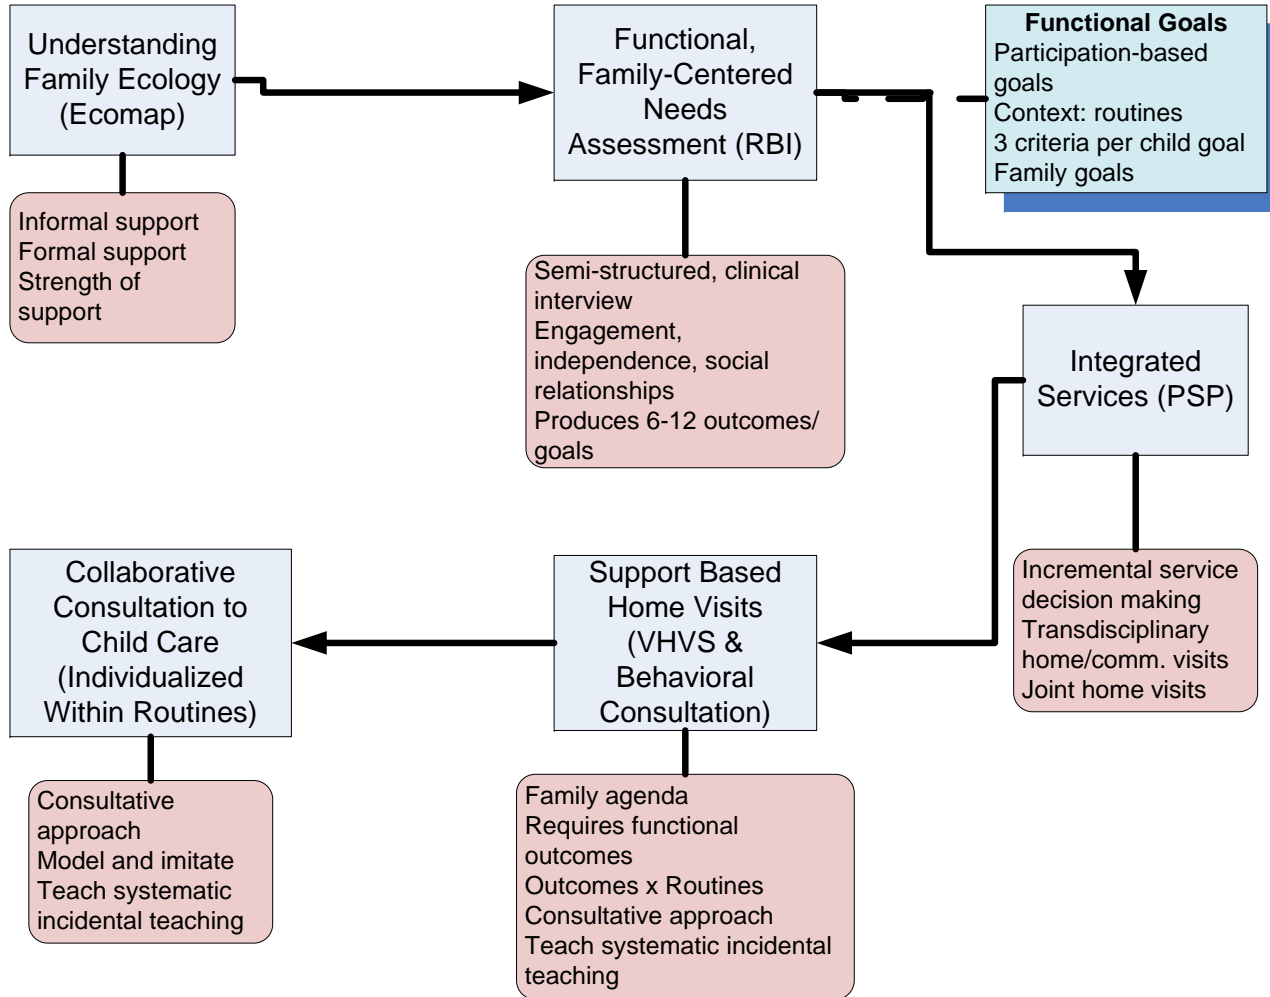 Understanding
Family Ecology
(Ecomap)
Informal support
Formal support
Strength of
support
Functional,
Family-Centered
Needs
Assessment (RBI)
Semi-structured, clinical
interview
Engagement,
independence, social
relationships
Produces 6-12 outcomes/
goals
Functional Goals
Participation-based
goals
Context: routines
3 criteria per child goal
Family goals
Integrated
Services (PSP)
Incremental service
decision making
Transdisciplinary
home/comm. visits
Joint home visits
Support Based
Home Visits
(VHVS &
Behavioral
Consultation)
Family agenda
Requires functional
outcomes
Outcomes x Routines
Consultative approach
Teach systematic incidental
teaching
Collaborative
Consultation to
Child Care
(Individualized
Within Routines)
Consultative
approach
Model and imitate
Teach systematic
incidental teaching